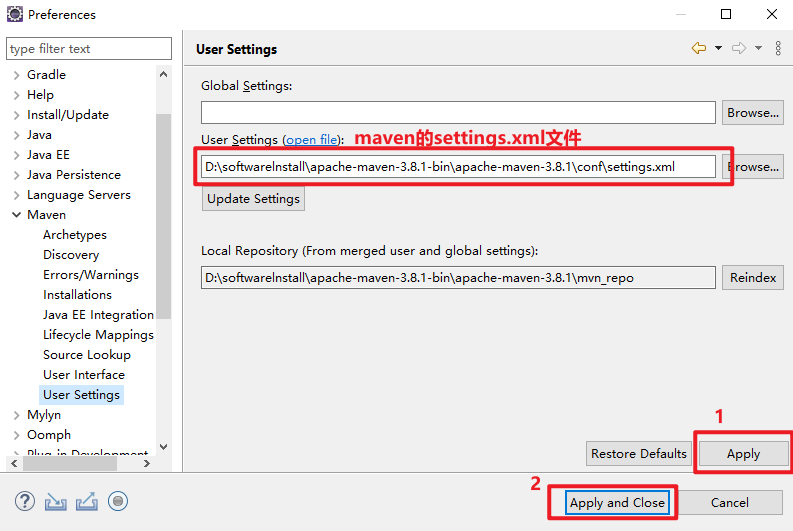 Preferences
type filter text
Gradle
Help
Install/Update
Java
Java EE
Java Persistence
Language Servers
Maven
Archetypes
Discovery
Errors/Warnings
Installations
Java EE Integration
Lifecycle Mappings
Source Lookup
User Interface
User Settings
Mylyn
Oomph
Plug-in Development
User Settings
Global Settings:
Browse...
User Settings (open file): maven的settings.xml文件
D:\softwareInstall\apache-maven-3.8.1-bin\apache-maven-3.8.1\conf\settings.xml
Browse...
Update Settings
Local Repository (From merged user and global settings):
D:\softwareInstall\apache-maven-3.8.1-bin\apache-maven-3.8.1\mvn_repo
Reindex
1
Restore Defaults
Apply
2
Apply and Close
Cancel